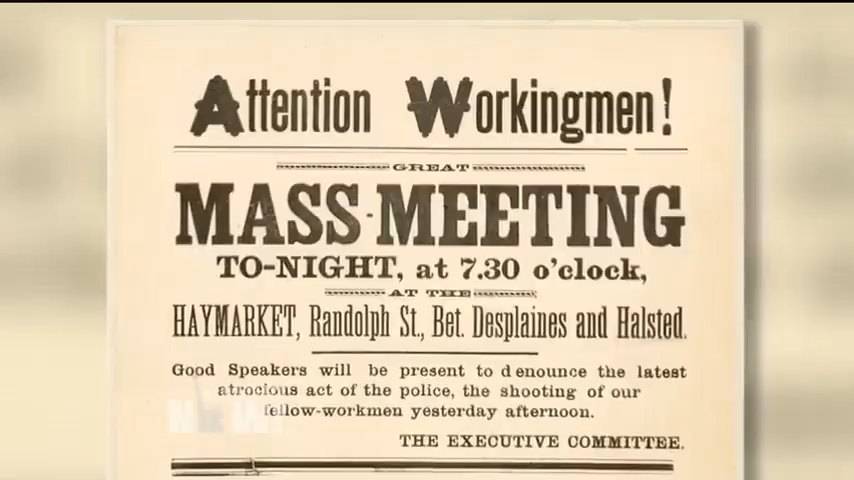 Attention Workingmen!
GREAT
MASS-MEETING
TO-NIGHT, at 7.30 o'clock,
AT THE
HAYMARKET, Randolph St., Bet. Desplaines and Halsted.
Good Speakers will be present to denounce the latest
atrocious act of the police, the shooting of our
fellow-workmen yesterday afternoon.
THE EXECUTIVE COMMITTEE.